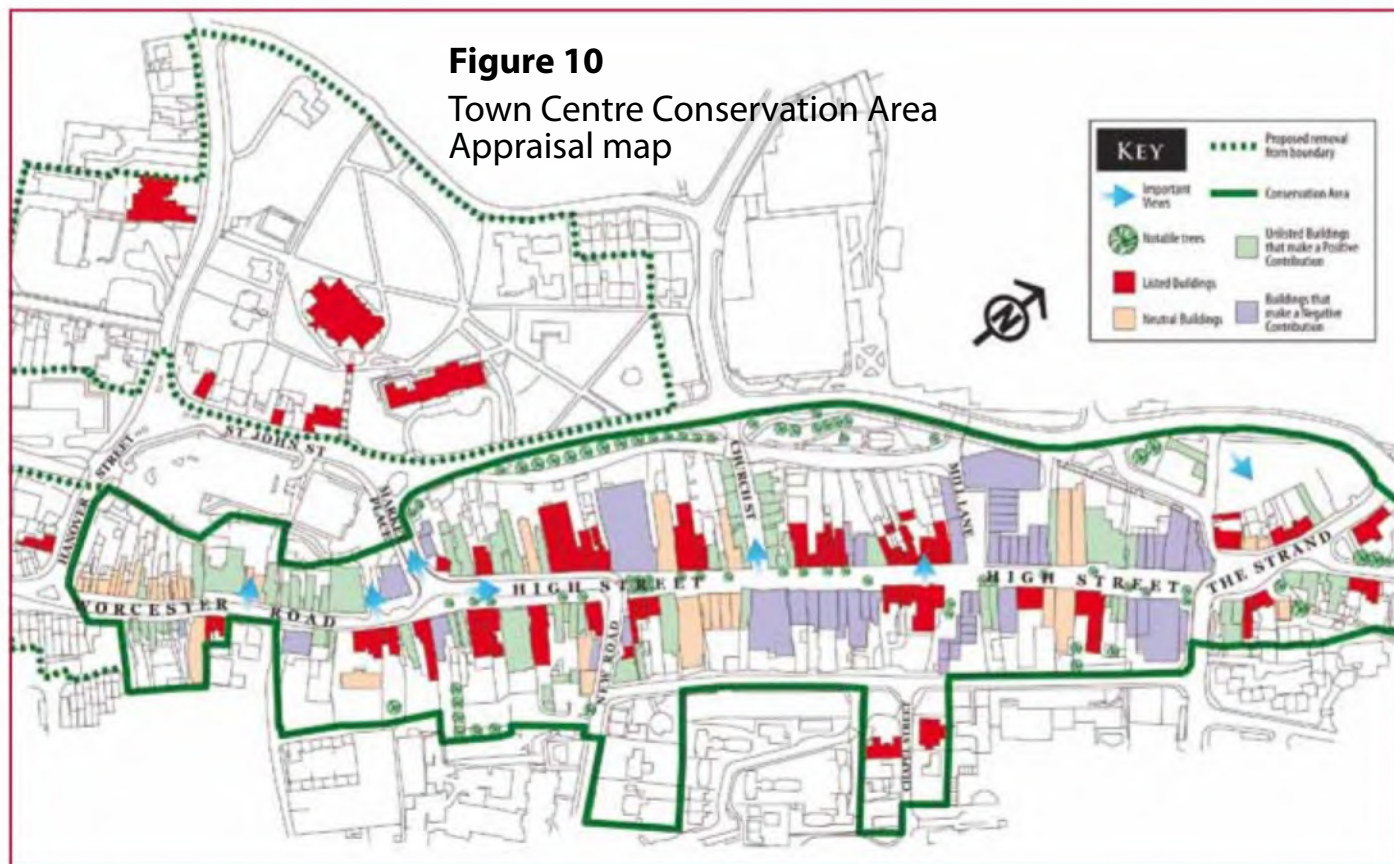 Figure 10
Town Centre Conservation Area
Appraisal map
KEY
Important
Views
Notable trees
Listed Buildings
Neutral Buildings
Proposed removal
from boundary
Conservation Area
Unlisted Buildings
that make a Positive
Contribution
Buildings that
make a Negative
Contribution
N
HANOVER STREET
ST JOHN ST
MARKET
PLACE
CHURCH ST
MILL LANE
WORCESTER ROAD
HIGH STREET
HIGH STREET
THE STRAND
NEW ROAD
CHAPEL STREET